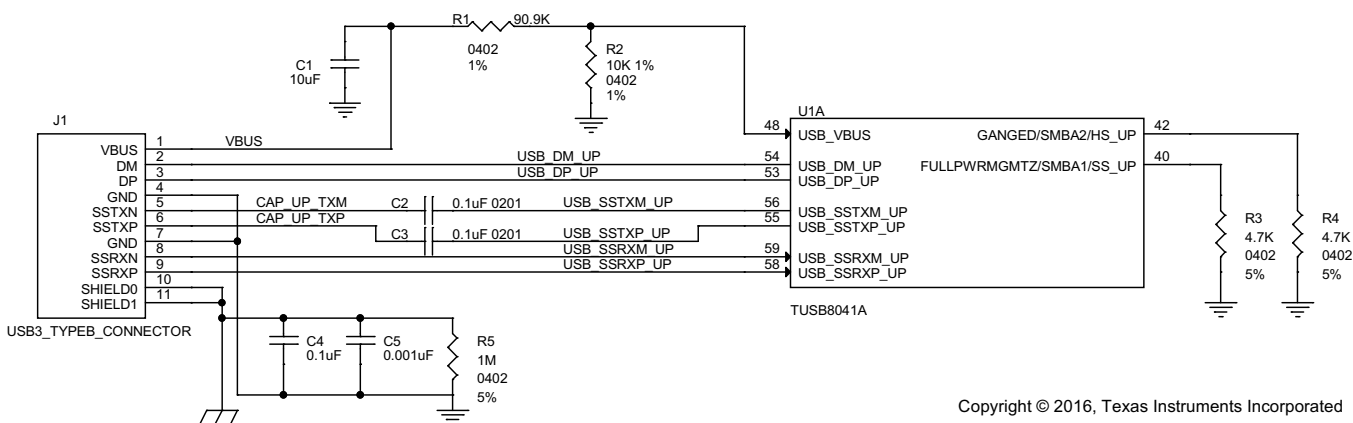 R1 90.9K
0402
1%
C1
10uF
R2
10K 1%
0402
1%
J1
VBUS
DM
DP
GND
SSTXN
SSTXP
GND
SSRXN
SSRXP
SHIELD0
SHIELD1
1
2
3
4
5
6
7
8
9
10
11
USB3_TYPEB_CONNECTOR
VBUS
USB_DM_UP
USB_DP_UP
CAP_UP_TXM
CAP_UP_TXP
C2 0.1uF 0201
C3 0.1uF 0201
USB_SSTXM_UP
USB_SSTXP_UP
USB_SSRXM_UP
USB_SSRXP_UP
U1A
48 USB_VBUS
54 USB_DM_UP
53 USB_DP_UP
56 USB_SSTXM_UP
55 USB_SSTXP_UP
59 USB_SSRXM_UP
58 USB_SSRXP_UP
GANGED/SMBA2/HS_UP 42
FULLPWRMGMTZ/SMBA1/SS_UP 40
TUSB8041A
R3
4.7K
0402
5%
R4
4.7K
0402
5%
C4
0.1uF
C5
0.001uF
R5
1M
0402
5%
Copyright © 2016, Texas Instruments Incorporated